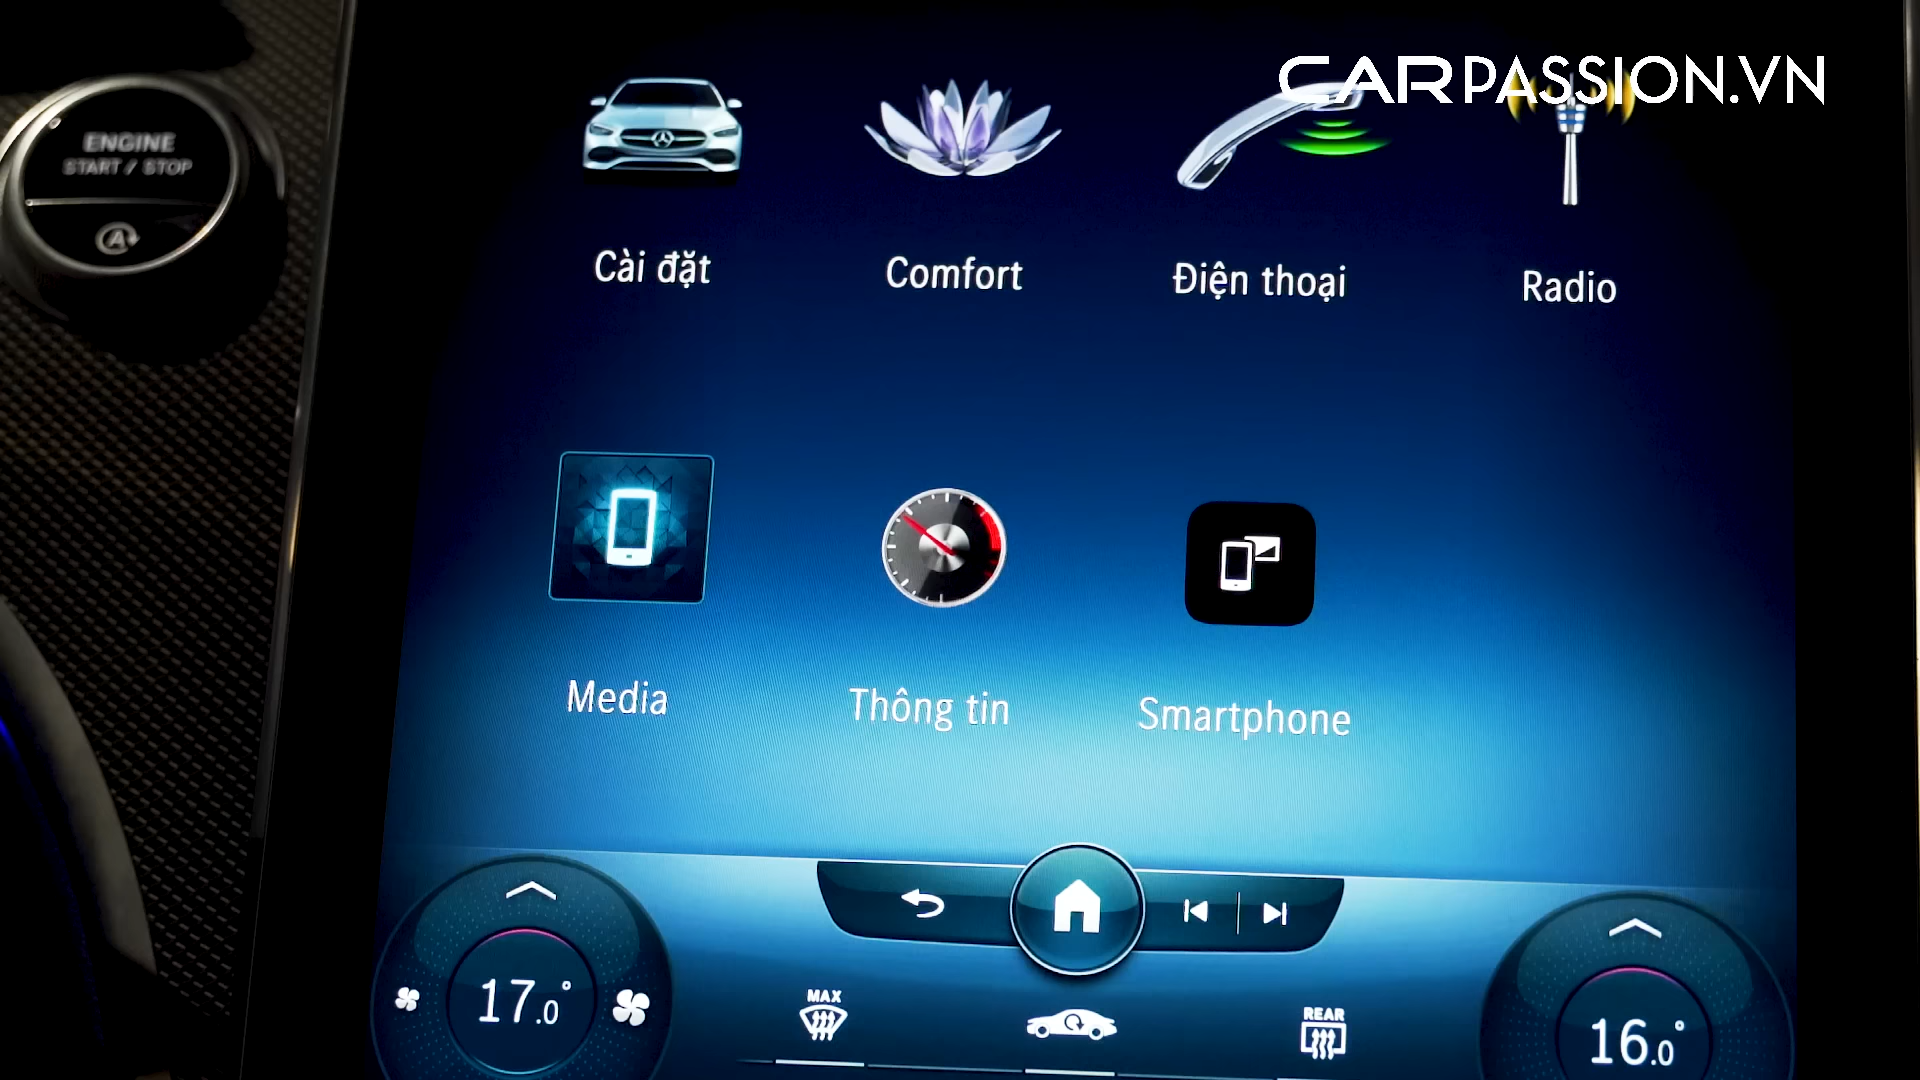 CARPASSION.VN
ENGINE
START / STOP
A
Cài đặt
Comfort
Điện thoại
Radio
Media
Thông tin
Smartphone
17.0°
MAX
REAR
16.0°